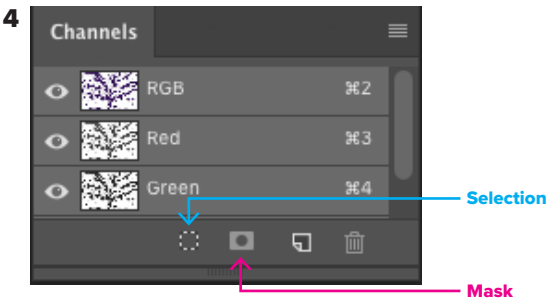 4
Channels
RGB ⌘2
Red ⌘3
Green ⌘4
Selection
Mask